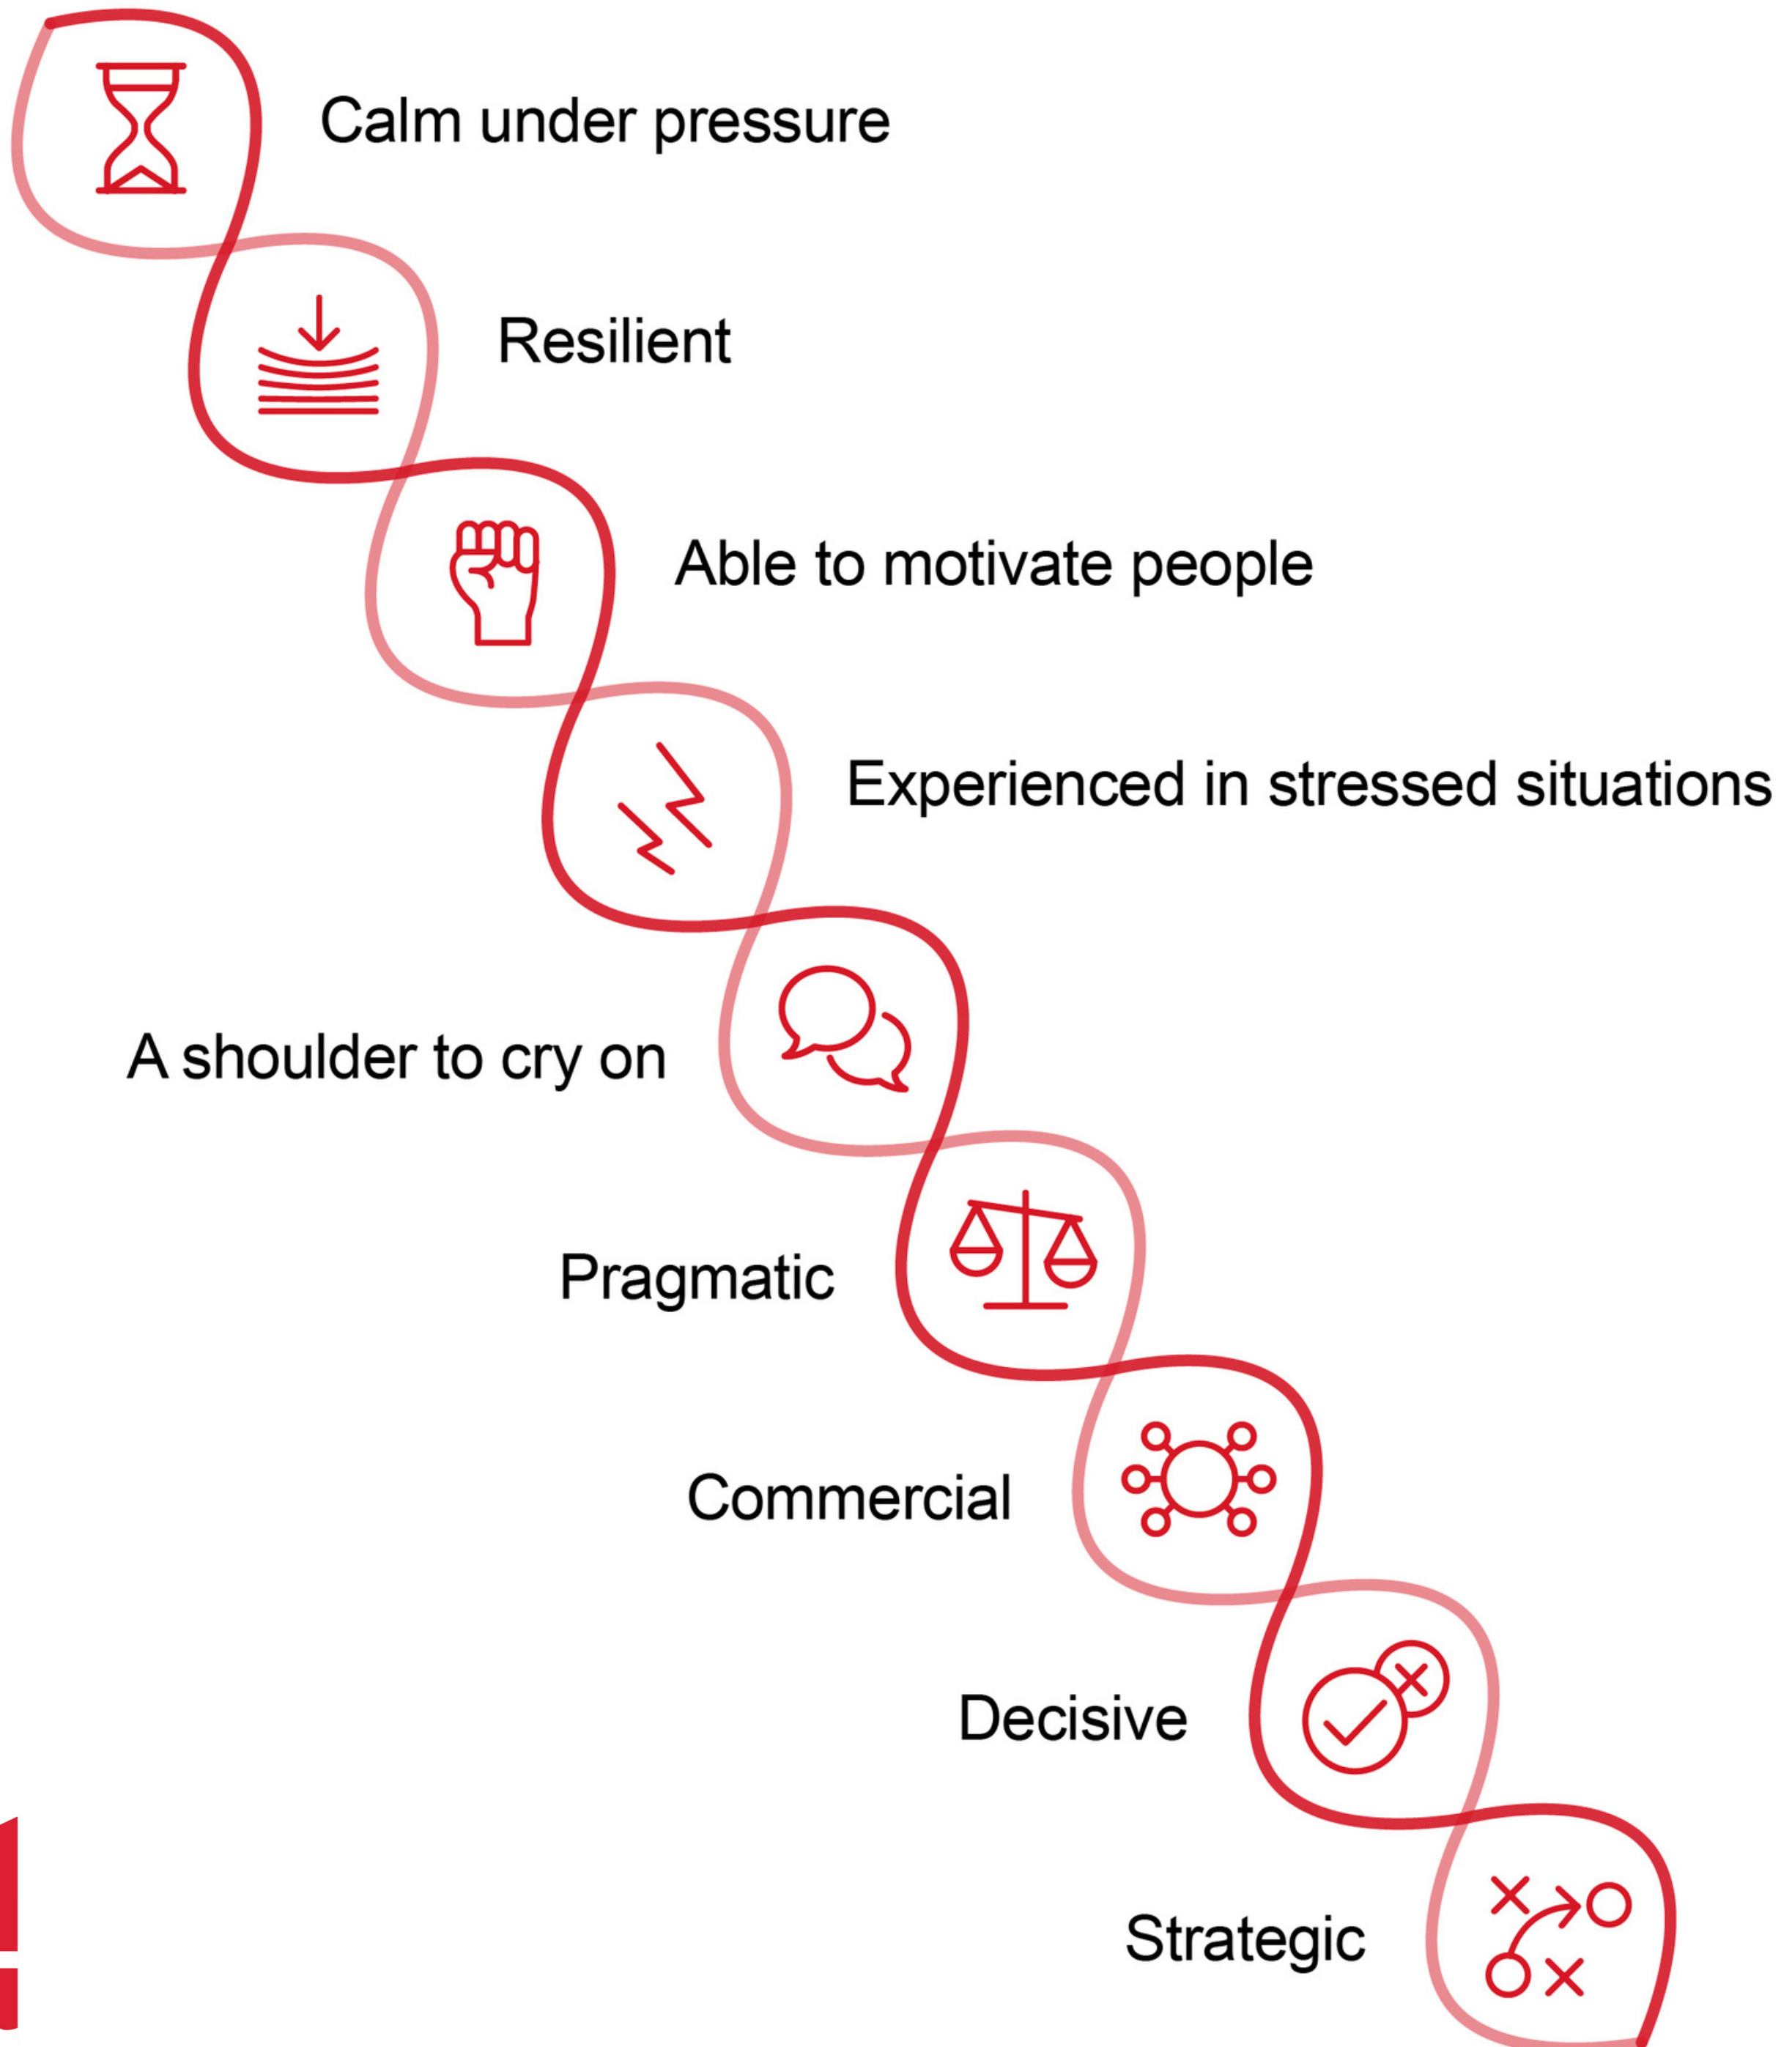 Calm under pressure
Resilient
Able to motivate people
Experienced in stressed situations
A shoulder to cry on
Pragmatic
Commercial
Decisive
Strategic